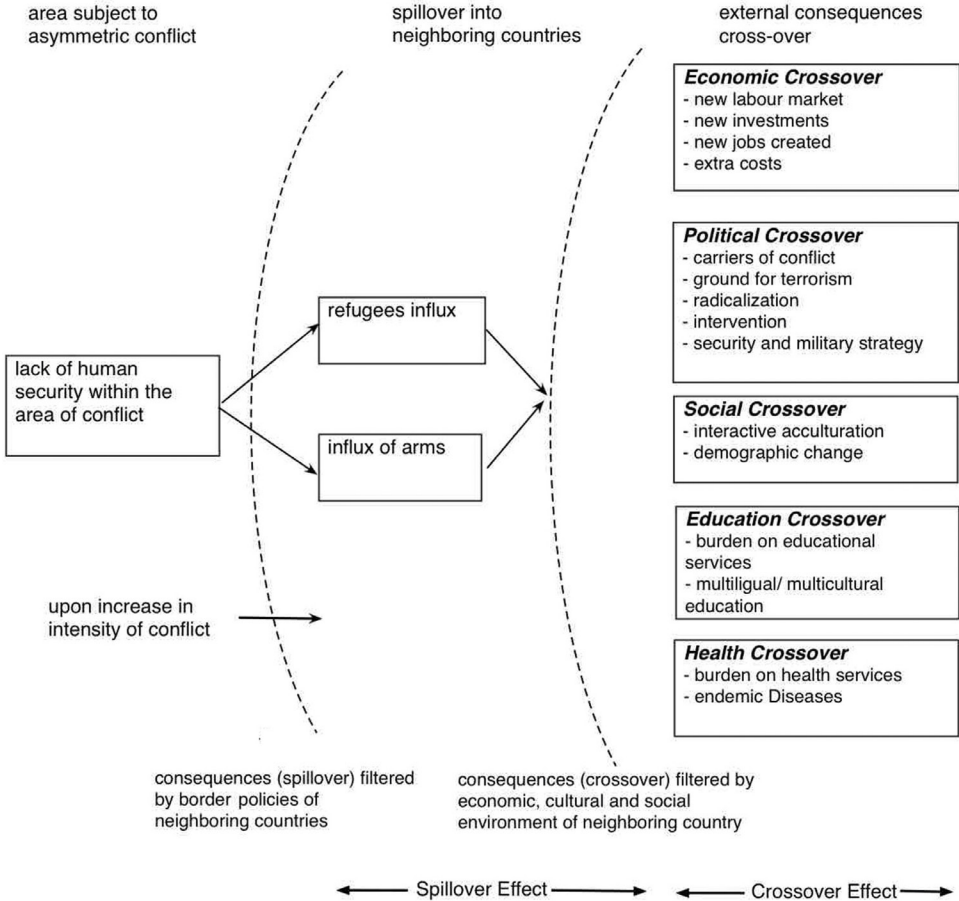 area subject to
asymmetric conflict
spillover into
neighboring countries
external consequences
cross-over
Economic Crossover
- new labour market
- new investments
- new jobs created
- extra costs
Political Crossover
- carriers of conflict
- ground for terrorism
- radicalization
- intervention
- security and military strategy
refugees influx
lack of human
security within the
area of conflict
influx of arms
Social Crossover
- interactive acculturation
- demographic change
Education Crossover
- burden on educational
services
- multiligual/ multicultural
education
upon increase in
intensity of conflict
Health Crossover
- burden on health services
- endemic Diseases
consequences (spillover) filtered
by border policies of
neighboring countries
consequences (crossover) filtered by
economic, cultural and social
environment of neighboring country
Spillover Effect
Crossover Effect